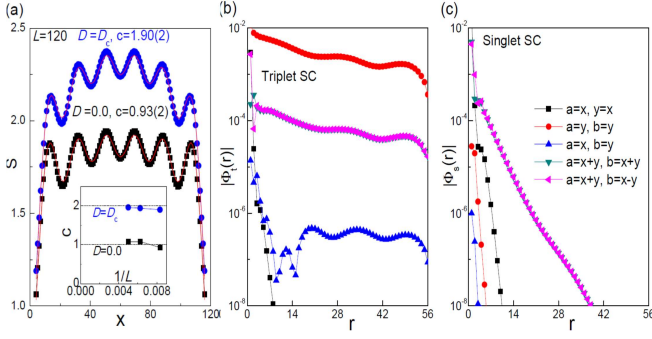 (a)
L=120
D=D_c, c=1.90(2)
D=0.0, c=0.93(2)
S
2.5
2.0
1.5
1.0
0
40
80
120
X
C
2
1
0
D=D_c
D=0.0
0.000
0.004
0.008
1/L
(b)
Triplet SC
|Φ_t(r)|
10^-2
10^-4
10^-6
10^-8
0
14
28
42
56
r
(c)
Singlet SC
|Φ_s(r)|
10^-2
10^-4
10^-6
10^-8
a=x, y=x
a=y, b=y
a=x, b=y
a=x+y, b=x+y
a=x+y, b=x-y
0
14
28
42
56
r